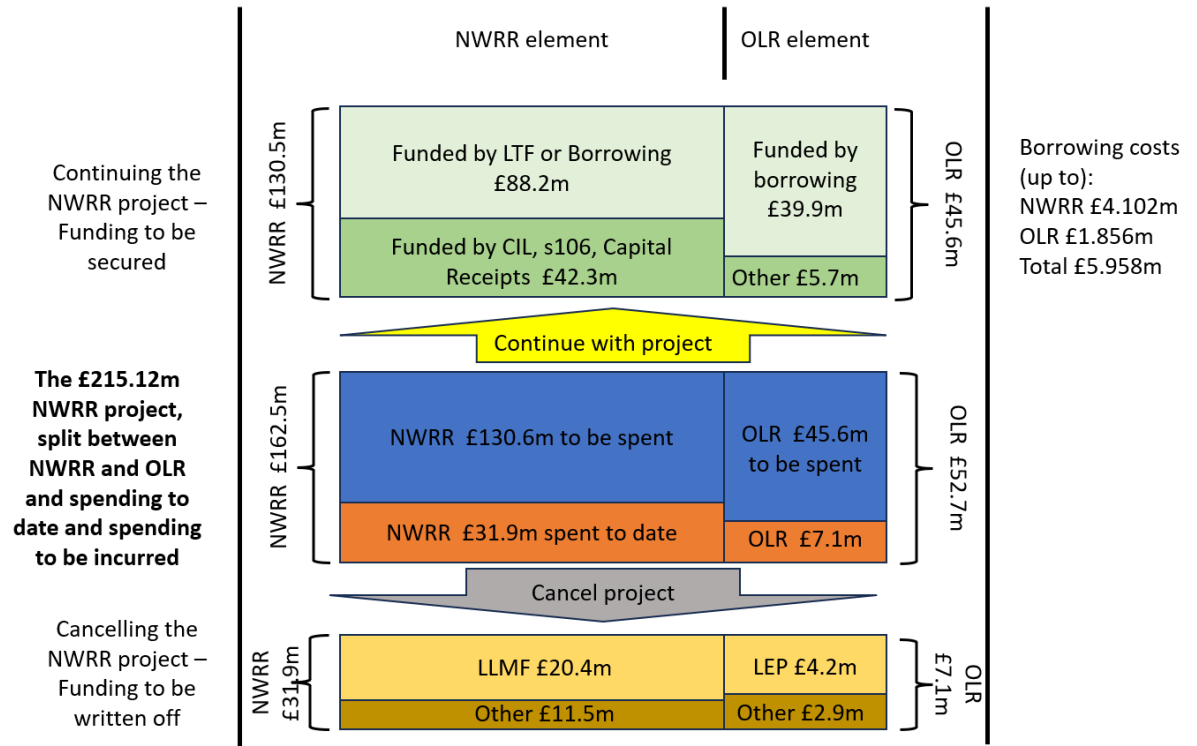 NWRR element
OLR element
Continuing the
NWRR project –
Funding to be
secured
NWRR £130.5m
Funded by LTF or Borrowing
£88.2m
Funded by CIL, s106, Capital
Receipts £42.3m
Funded by
borrowing
£39.9m
Other £5.7m
OLR £45.6m
Borrowing costs
(up to):
NWRR £4.102m
OLR £1.856m
Total £5.958m
Continue with project
The £215.12m
NWRR project,
split between
NWRR and OLR
and spending to
date and spending
to be incurred
NWRR £162.5m
NWRR £130.6m to be spent
NWRR £31.9m spent to date
OLR £45.6m
to be spent
OLR £7.1m
OLR £52.7m
Cancel project
Cancelling the
NWRR project –
Funding to be
written off
NWRR
£31.9m
LLMF £20.4m
Other £11.5m
LEP £4.2m
Other £2.9m
OLR
£7.1m